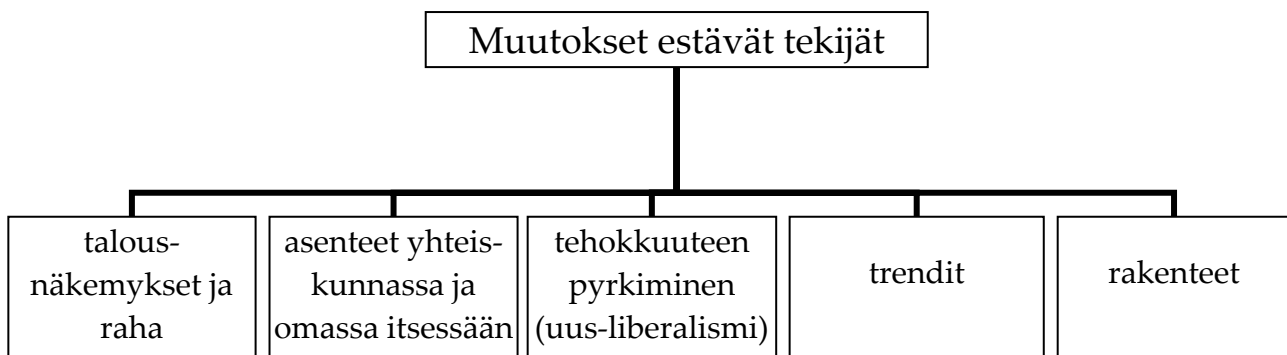 Muutokset estävät tekijät
talous-
näkemykset ja
raha
asenteet yhteis-
kunnassa ja
omassa itsessään
tehokkuuteen
pyrkiminen
(uus-liberalismi)
trendit
rakenteet